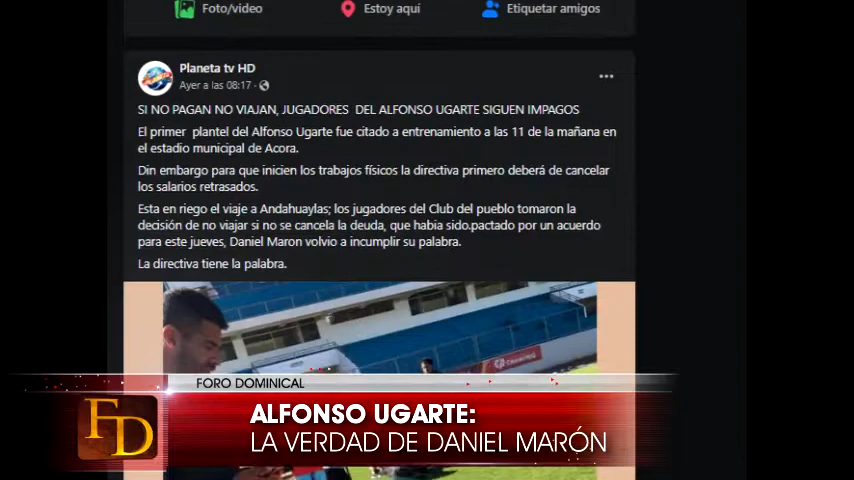 Foto/video
Estoy aquí
Etiquetar amigos
Planeta tv HD
Ayer a las 08:17 ·
SI NO PAGAN NO VIAJAN, JUGADORES DEL ALFONSO UGARTE SIGUEN IMPAGOS
El primer plantel del Alfonso Ugarte fue citado a entrenamiento a las 11 de la mañana en
el estadio municipal de Acora.
Din embargo para que inicien los trabajos físicos la directiva primero deberá de cancelar
los salarios retrasados.
Esta en riego el viaje a Andahuaylas; los jugadores del Club del pueblo tomaron la
decisión de no viajar si no se cancela la deuda, que habia sido.pactado por un acuerdo
para este jueves, Daniel Maron volvio a incumplir su palabra.
La directiva tiene la palabra.
FORO DOMINICAL
FD
ALFONSO UGARTE:
LA VERDAD DE DANIEL MARÓN